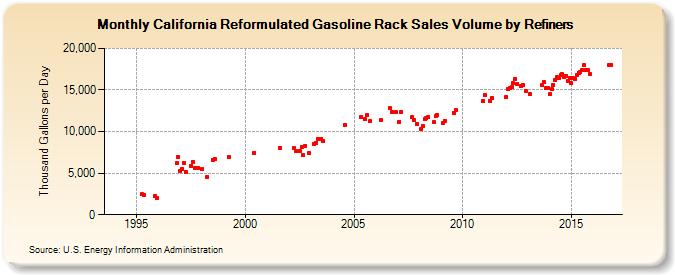 Monthly California Reformulated Gasoline Rack Sales Volume by Refiners
Thousand Gallons per Day
20,000
15,000
10,000
5,000
0
1995 2000 2005 2010 2015
Source: U.S. Energy Information Administration